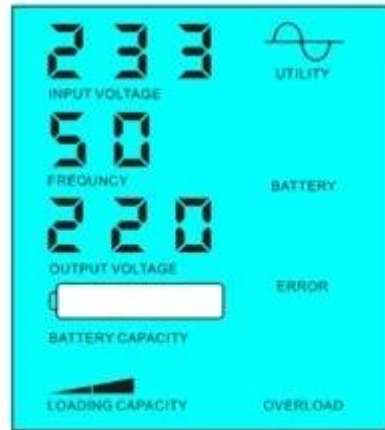 233
INPUT VOLTAGE
UTILITY
50
FREQUNCY
BATTERY
220
OUTPUT VOLTAGE
ERROR
BATTERY CAPACITY
LOADING CAPACITY
OVERLOAD